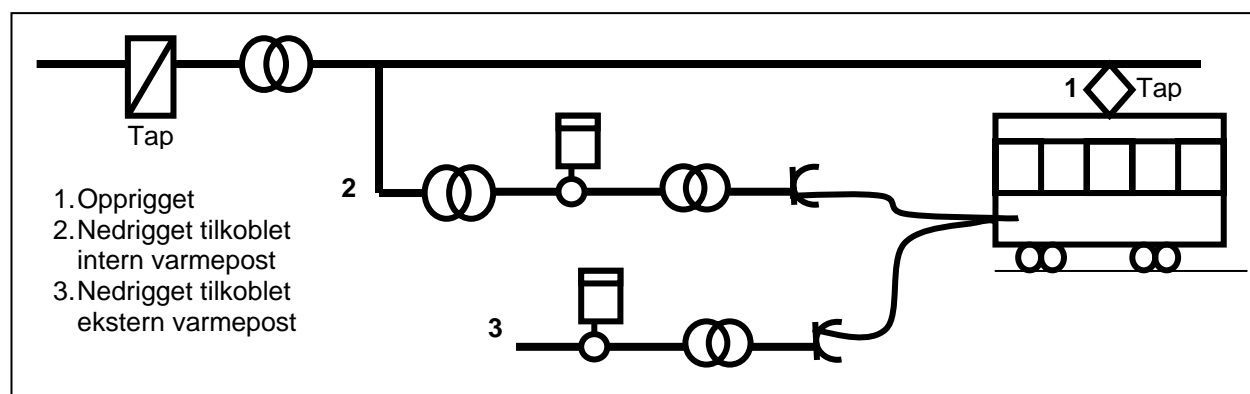 1 Tap
Tap
2
1.Opprigget
2.Nedrigget tilkoblet
intern varmepost
3.Nedrigget tilkoblet
ekstern varmepost
3